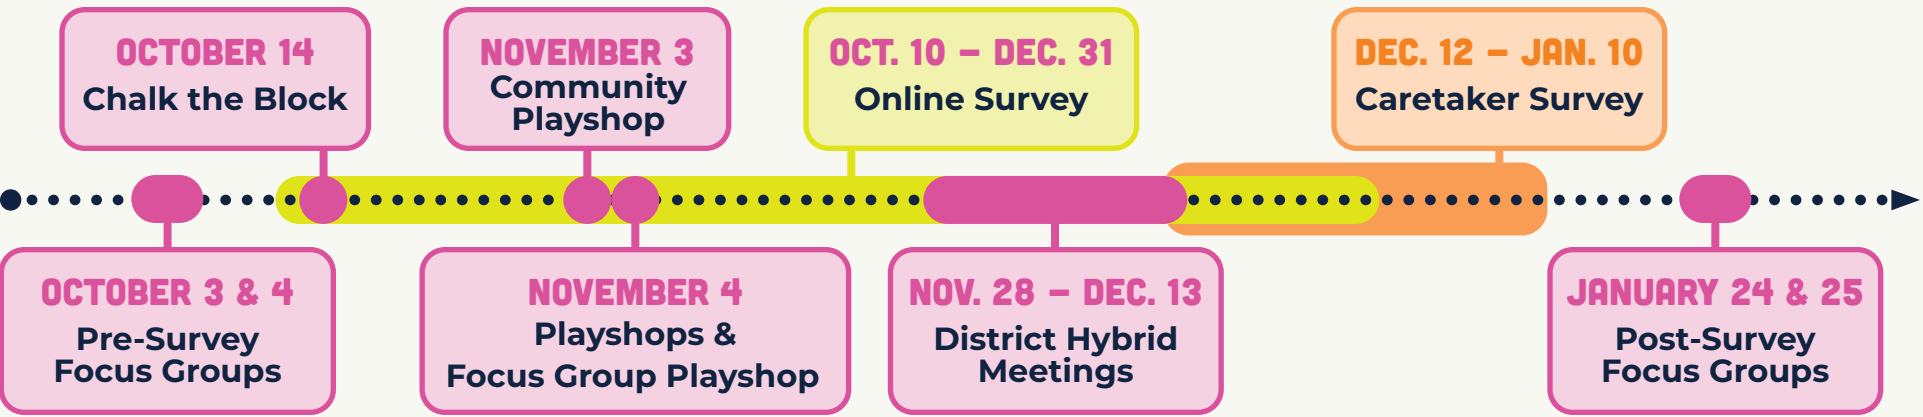 OCTOBER 14
Chalk the Block
NOVEMBER 3
Community
Playshop
OCT. 10 – DEC. 31
Online Survey
DEC. 12 – JAN. 10
Caretaker Survey
OCTOBER 3 & 4
Pre-Survey
Focus Groups
NOVEMBER 4
Playshops &
Focus Group Playshop
NOV. 28 – DEC. 13
District Hybrid
Meetings
JANUARY 24 & 25
Post-Survey
Focus Groups